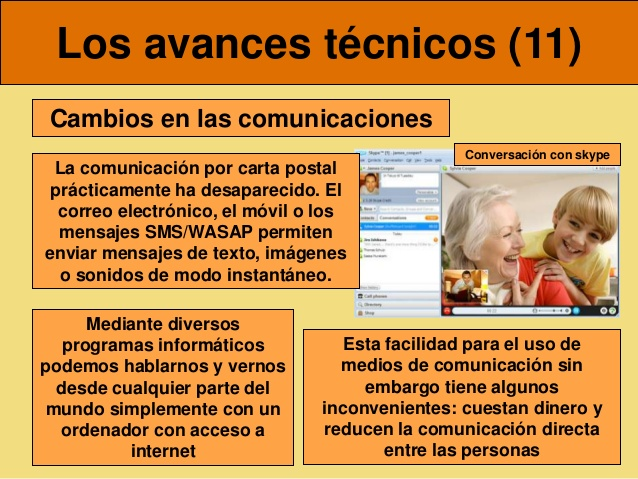 Los avances técnicos (11)
Cambios en las comunicaciones
La comunicación por carta postal
prácticamente ha desaparecido. El
correo electrónico, el móvil o los
mensajes SMS/WASAP permiten
enviar mensajes de texto, imágenes
o sonidos de modo instantáneo.
Conversación con skype
Call phones
Directory
Shop
Mediante diversos
programas informáticos
podemos hablarnos y vernos
desde cualquier parte del
mundo simplemente con un
ordenador con acceso a
internet
Esta facilidad para el uso de
medios de comunicación sin
embargo tiene algunos
inconvenientes: cuestan dinero y
reducen la comunicación directa
entre las personas